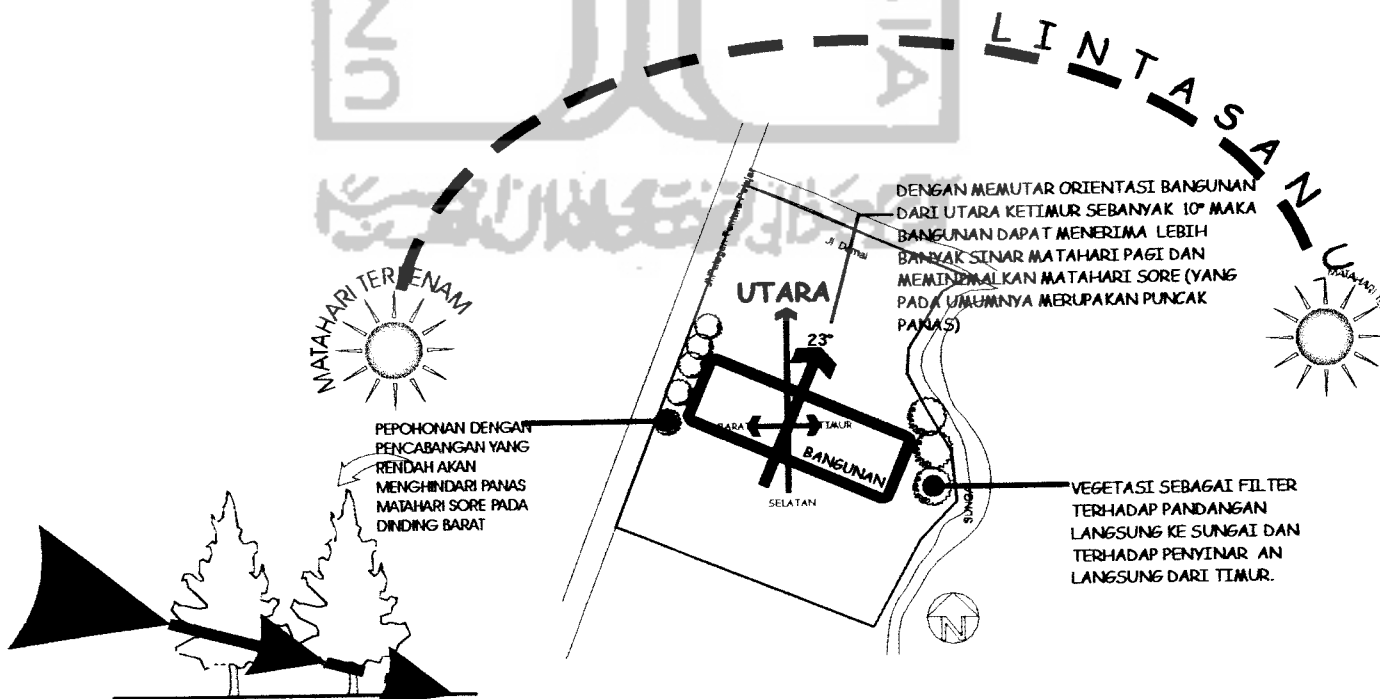 LINTASAN
DENGAN MEMUTAR ORIENTASI BANGUNAN
DARI UTARA KETIMUR SEBANYAK 10° MAKA
BANGUNAN DAPAT MENERIMA LEBIH
BANYAK SINAR MATAHARI PAGI DAN
MEMINIMALKAN MATAHARI SORE (YANG
PADA UMUMNYA MERUPAKAN PUNCAK
PANAS)
UTARA
23°
MATAHARI TERBENAM
PEPOHONAN DENGAN
PENCABANGAN YANG
RENDAH AKAN
MENGHINDARI PANAS
MATAHARI SORE PADA
DINDING BARAT
BARAT
TIMUR
BANGUNAN
SELATAN
VEGETASI SEBAGAI FILTER
TERHADAP PANDANGAN
LANGSUNG KE SUNGAI DAN
TERHADAP PENYINAR AN
LANGSUNG DARI TIMUR.
N